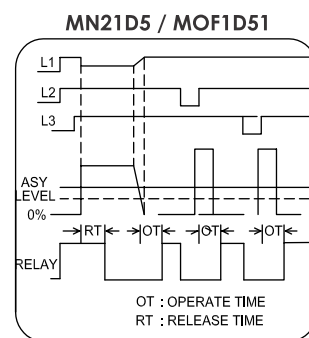 MN21D5 / MOF1D51
L1
L2
L3
ASY
LEVEL
0%
RT OT OT OT
RELAY
OT : OPERATE TIME
RT : RELEASE TIME